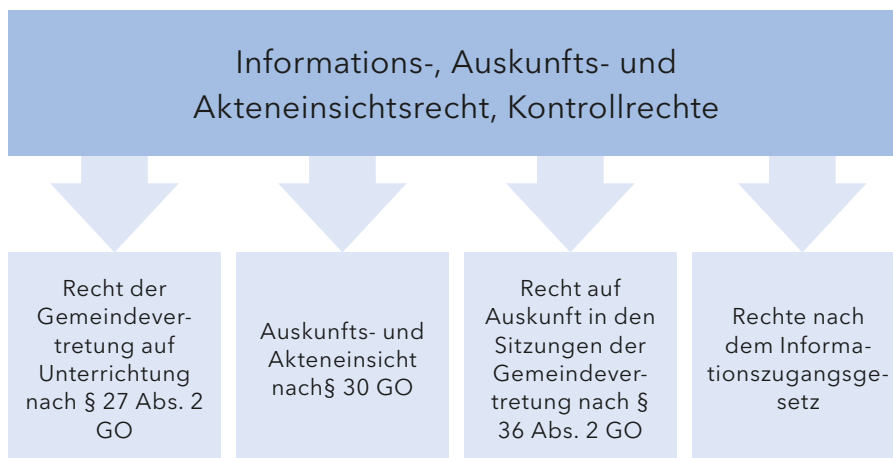 Informations-, Auskunfts- und
Akteneinsichtsrecht, Kontrollrechte
Recht der
Gemeindever-
tretung auf
Unterrichtung
nach § 27 Abs. 2
GO
Auskunfts- und
Akteneinsicht
nach§ 30 GO
Recht auf
Auskunft in den
Sitzungen der
Gemeindever-
tretung nach §
36 Abs. 2 GO
Rechte nach
dem Informa-
tionszugangsge-
setz